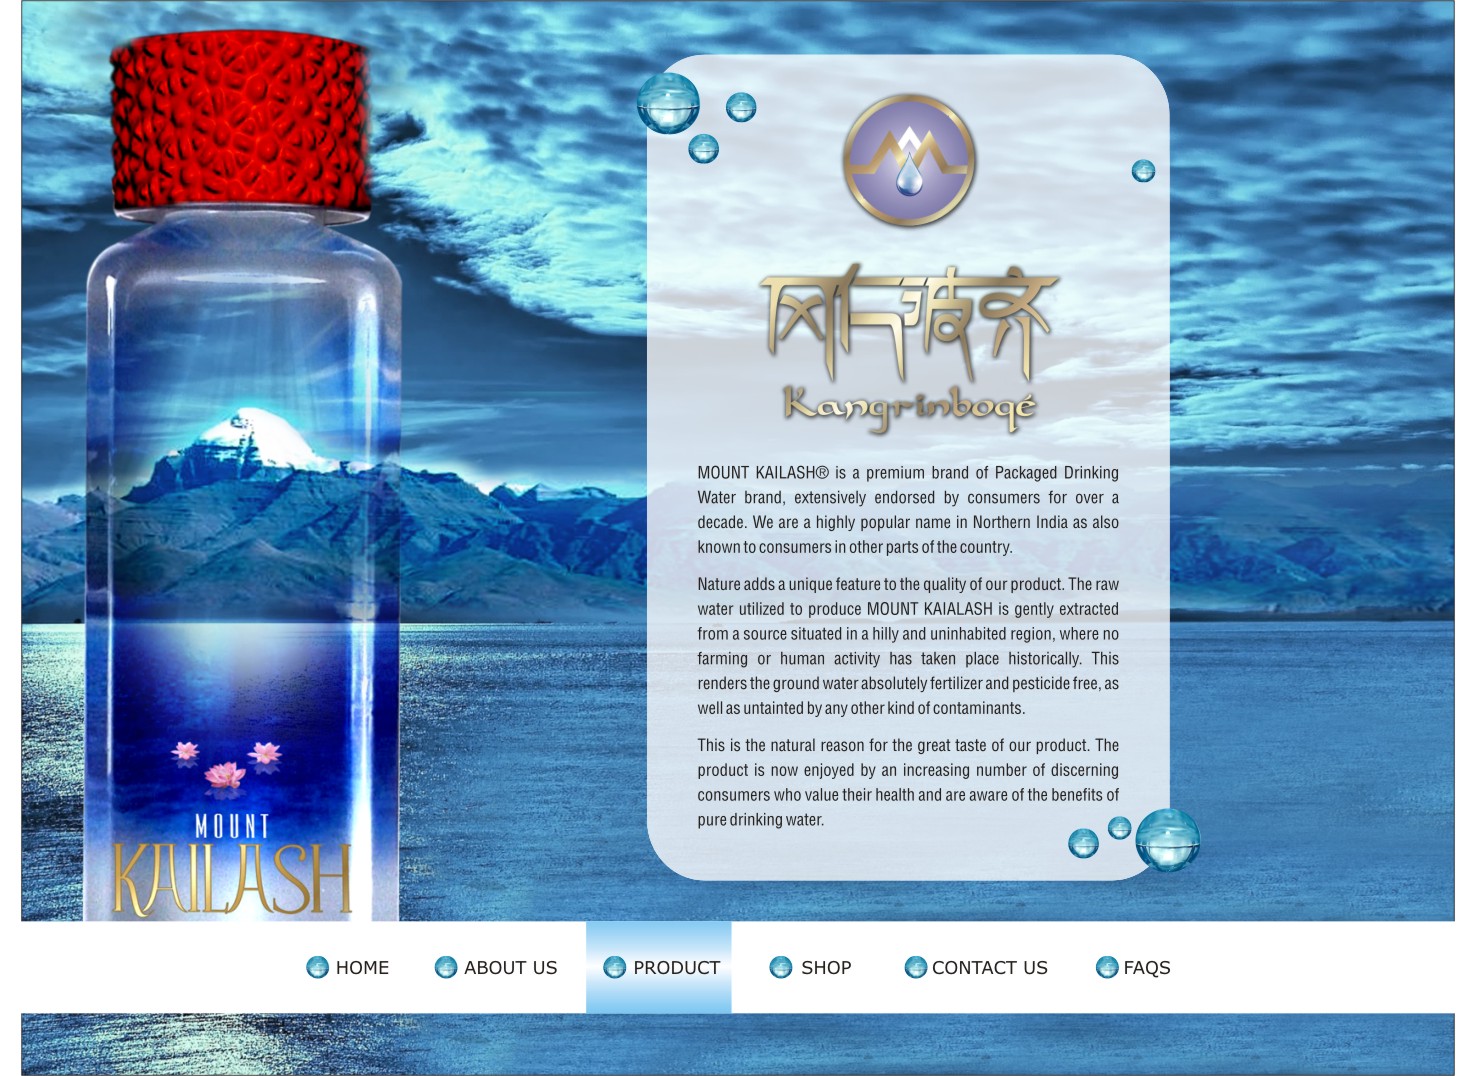 Kangrinboqé
MOUNT KAILASH® is a premium brand of Packaged Drinking
Water brand, extensively endorsed by consumers for over a
decade. We are a highly popular name in Northern India as also
known to consumers in other parts of the country.
Nature adds a unique feature to the quality of our product. The raw
water utilized to produce MOUNT KAIALASH is gently extracted
from a source situated in a hilly and uninhabited region, where no
farming or human activity has taken place historically. This
renders the ground water absolutely fertilizer and pesticide free, as
well as untainted by any other kind of contaminants.
This is the natural reason for the great taste of our product. The
product is now enjoyed by an increasing number of discerning
consumers who value their health and are aware of the benefits of
pure drinking water.
MOUNT
KAILASH
HOME ABOUT US PRODUCT SHOP CONTACT US FAQS